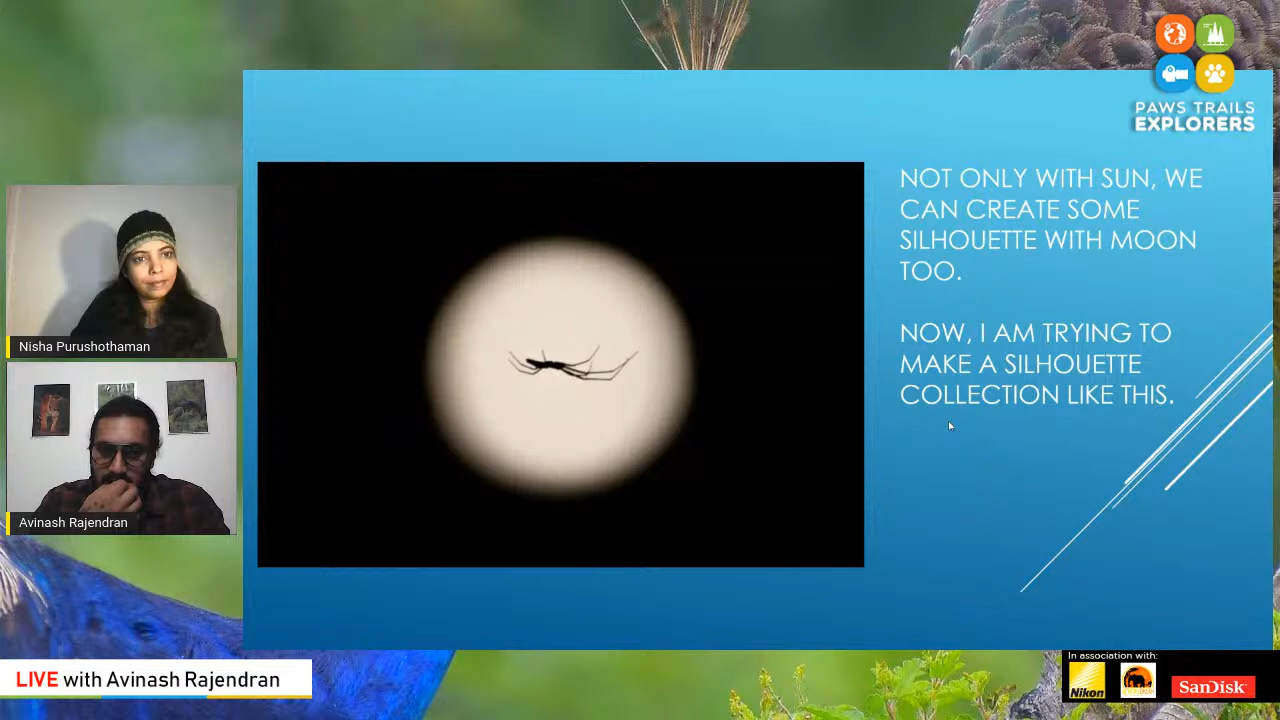 PAWS TRAILS
EXPLORERS
NOT ONLY WITH SUN, WE
CAN CREATE SOME
SILHOUETTE WITH MOON
TOO.
NOW, I AM TRYING TO
MAKE A SILHOUETTE
COLLECTION LIKE THIS.
Nisha Purushothaman
Avinash Rajendran
LIVE with Avinash Rajendran
In association with:
Nikon
SanDisk